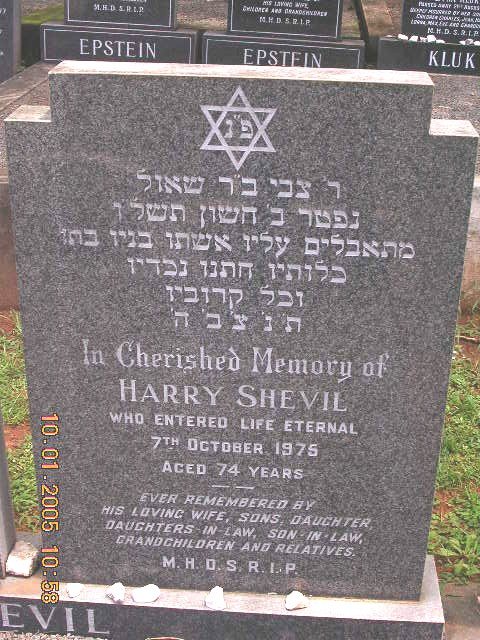 M.H.D.S.R.I.P.
EPSTEIN
CHILDREN AND GRANDCHILDREN
M.H.D.S.R.I.P.
EPSTEIN
M.H.D.S.R.I.P.
KLUK
פ״נ
ר׳ צבי ב״ר שאול
נפטר ב׳ חשון תשל״ו
מתאבלים עליו אשתו בניו בתו
כלותיו חתנו נכדיו
וכל קרוביו
ת׳ נ׳ צ׳ ב׳ ה׳
In Cherished Memory of
HARRY SHEVIL
WHO ENTERED LIFE ETERNAL
7TH OCTOBER 1975
AGED 74 YEARS
EVER REMEMBERED BY
HIS LOVING WIFE, SONS, DAUGHTER,
DAUGHTERS-IN-LAW, SON-IN-LAW,
GRANDCHILDREN AND RELATIVES.
M.H.D.S.R.I.P.
EVIL
10.01.2005 10:58